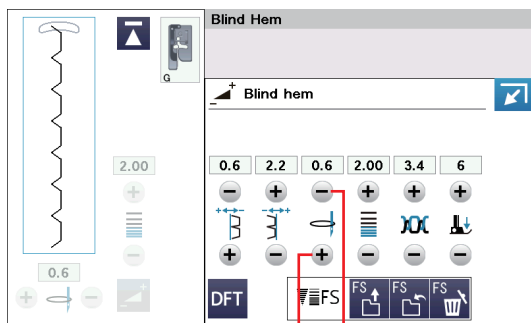 Blind Hem
G
Blind hem
2.00
0.6 2.2 0.6 2.00 3.4 6
0.6
DFT
FS
FS
FS
FS